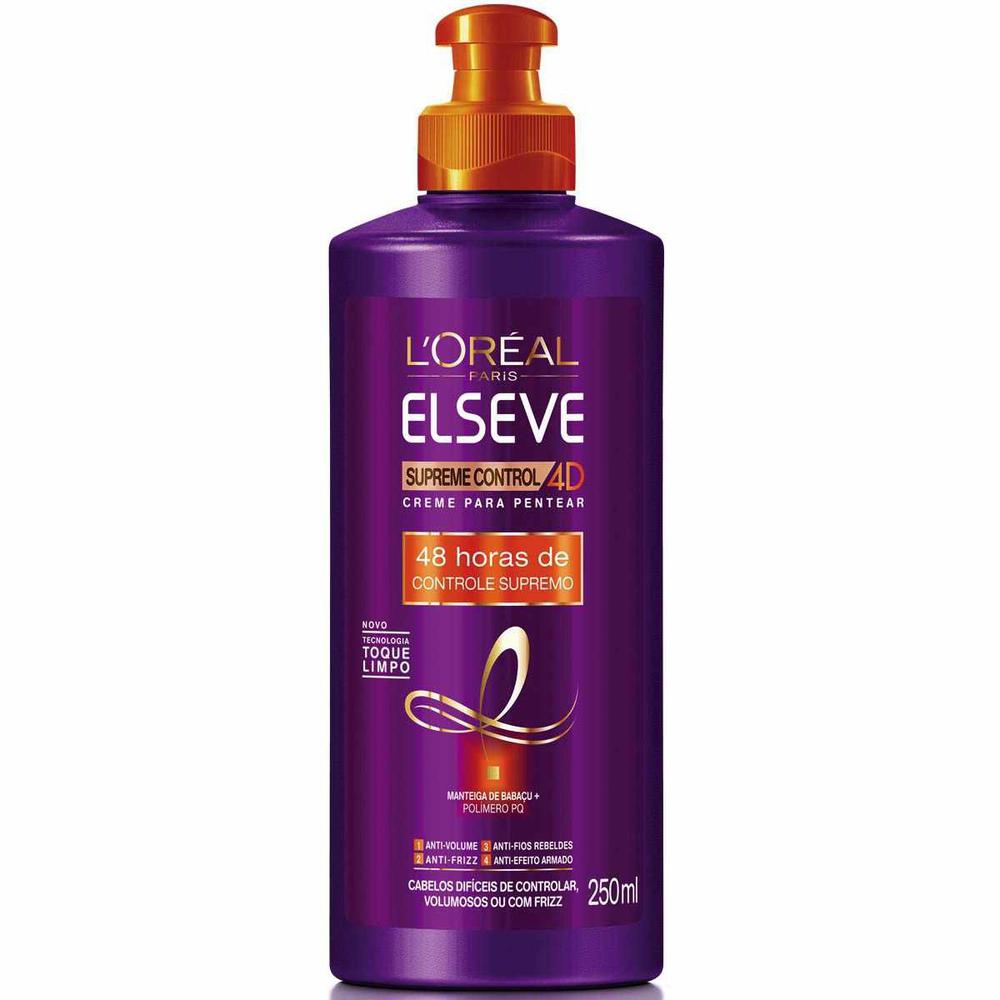 L'ORÉAL
PARIS
ELSEVE
SUPREME CONTROL 4D
CREME PARA PENTEAR
48 horas de
CONTROLE SUPREMO
NOVO
TECNOLOGIA
TOQUE
LIMPO
MANTEIGA DE BABAÇU +
POLÍMERO PQ
1 ANTI-VOLUME 3 ANTI-FIOS REBELDES
2 ANTI-FRIZZ 4 ANTI-EFEITO ARMADO
CABELOS DIFÍCEIS DE CONTROLAR,
VOLUMOSOS OU COM FRIZZ
250ml